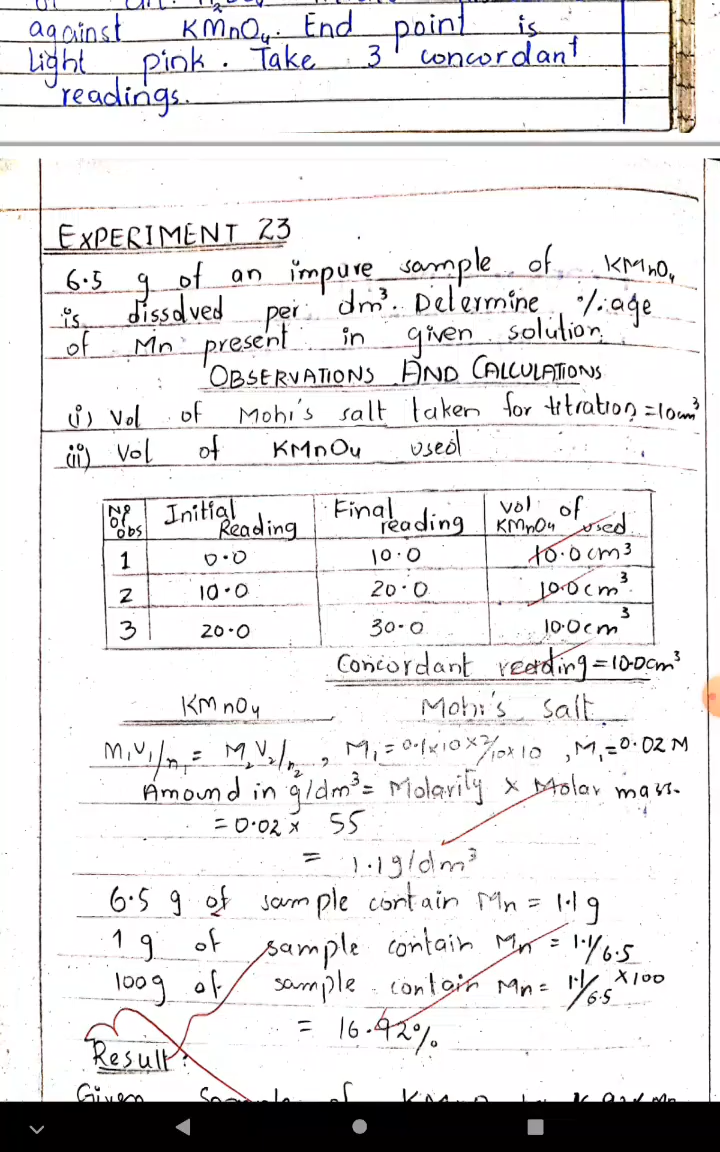 against KMnO4. End point is
light pink. Take 3 concordant
readings.
EXPERIMENT 23
6.5 g of an impure sample of KMnO4
is dissolved per dm³. Determine %age
of Mn present in given solution.
OBSERVATIONS AND CALCULATIONS
(i) Vol of Mohr's salt taken for titration = 10cm³
(ii) Vol of KMnO4 used
No of obs Initial Reading Final reading vol of KMnO4 used
1 0.0 10.0 10.0cm³
2 10.0 20.0 10.0cm³
3 20.0 30.0 10.0cm³
Concordant reading = 10.0cm³
KMnO4 Mohr's salt
M₁V₁/n₁ = M₂V₂/n₂, M₁ = 0.1x10x2/10x10, M₁ = 0.02 M
Amound in g/dm³ = Molarity x Molar mass.
= 0.02 x 55
= 1.1g/dm³
6.5 g of sample contain Mn = 1.1 g
1 g of sample contain Mn = 1.1/6.5
100g of sample contain Mn = 1.1/6.5 x100
= 16.92%
Result:
Given